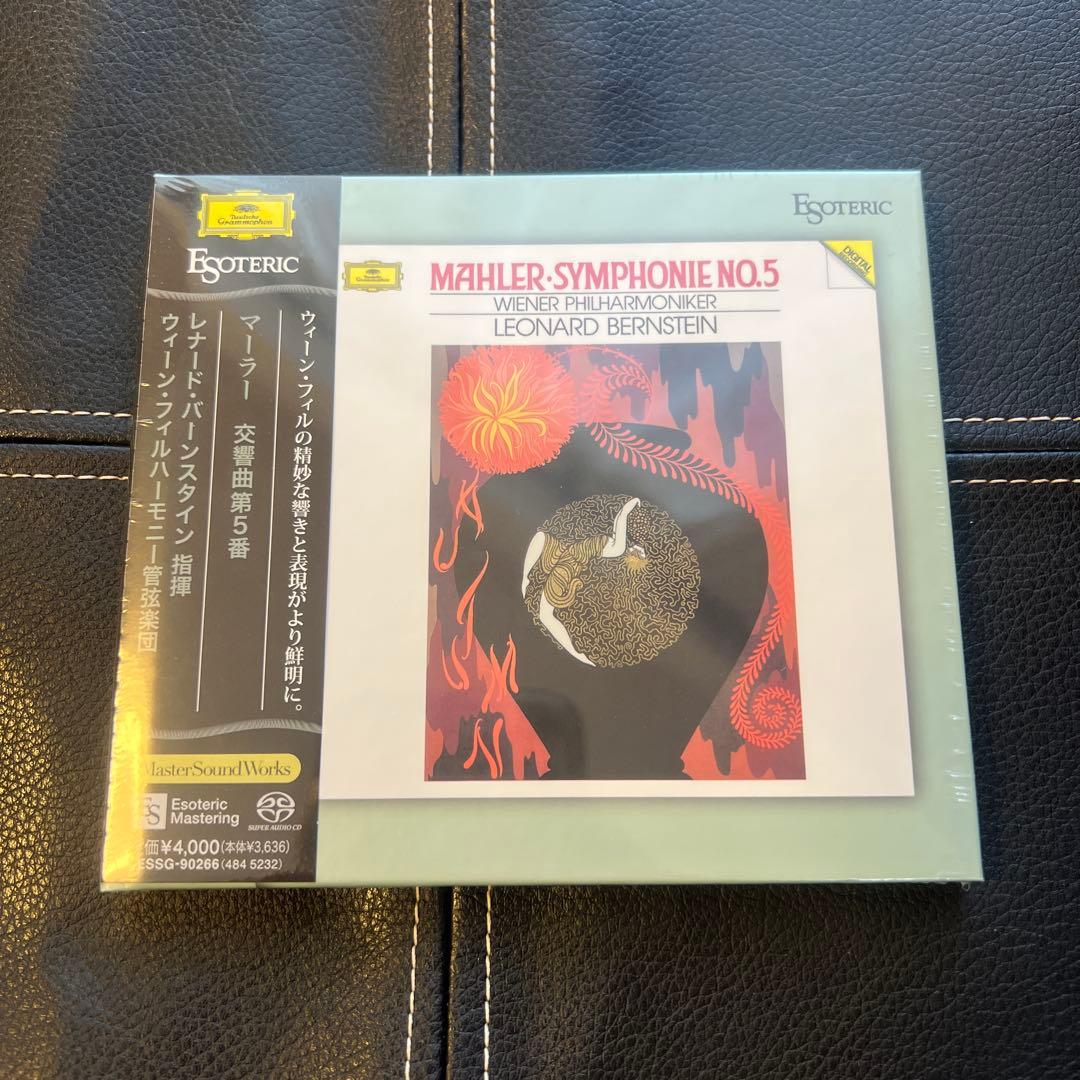 Deutsche
Grammophon
ESOTERIC
ウィーン・フィルの精妙な響きと表現がより鮮明に。
マーラー 交響曲第5番
レナード・バーンスタイン 指揮
ウィーン・フィルハーモニー管弦楽団
MasterSoundWorks
ES
Esoteric
Mastering
SUPER AUDIO CD
価¥4,000(本体¥3,636)
ESSG-90266(484 5232)
ESOTERIC
Deutsche
Grammophon
DIGITAL
MAHLER·SYMPHONIE NO.5
WIENER PHILHARMONIKER
LEONARD BERNSTEIN